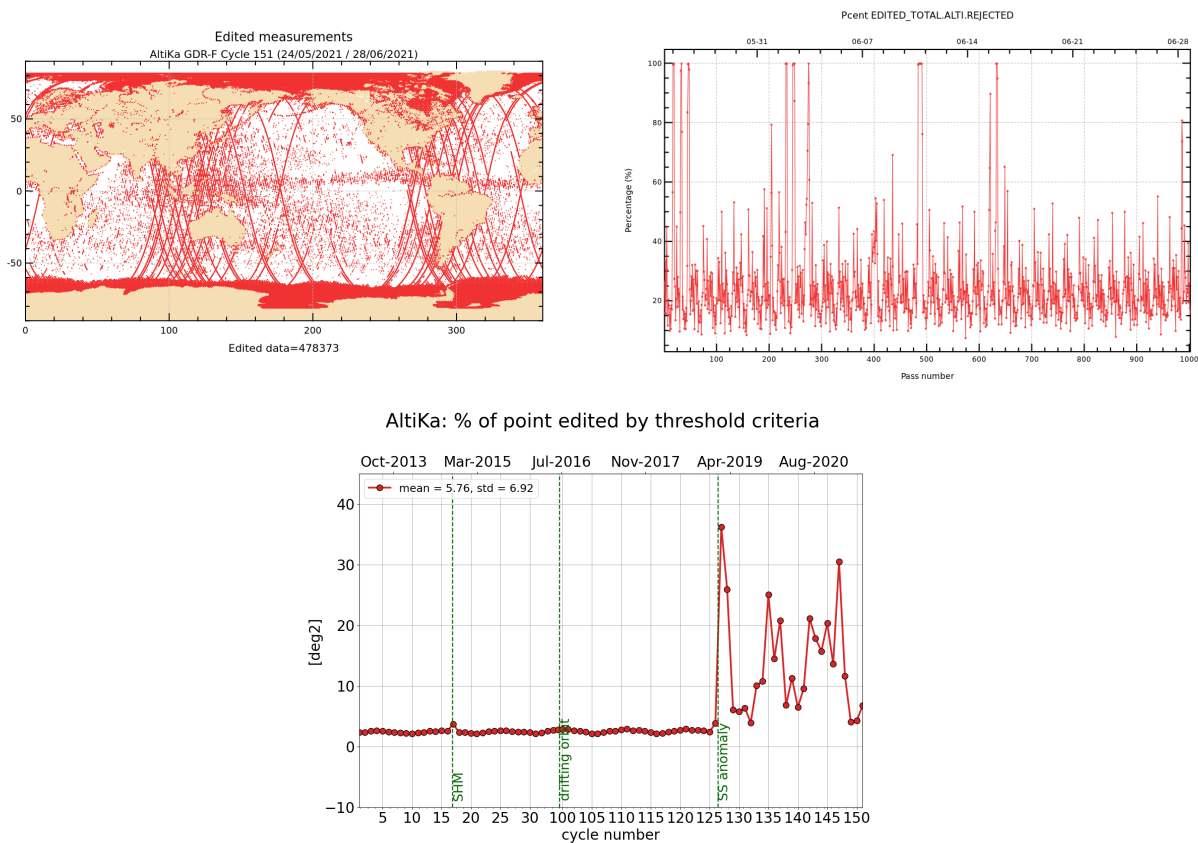 Edited measurements
AltiKa GDR-F Cycle 151 (24/05/2021 / 28/06/2021)
50
0
-50
0 100 200 300
Edited data=478373
Pcent EDITED_TOTAL.ALTI.REJECTED
05-31 06-07 06-14 06-21 06-28
100
80
60
40
20
Percentage (%)
100 200 300 400 500 600 700 800 900 1000
Pass number
AltiKa: % of point edited by threshold criteria
Oct-2013 Mar-2015 Jul-2016 Nov-2017 Apr-2019 Aug-2020
mean = 5.76, std = 6.92
40
30
20
10
0
−10
[deg2]
SHM
drifting orbit
SS anomaly
5 10 15 20 25 30 100 105 110 115 120 125 130 135 140 145 150
cycle number